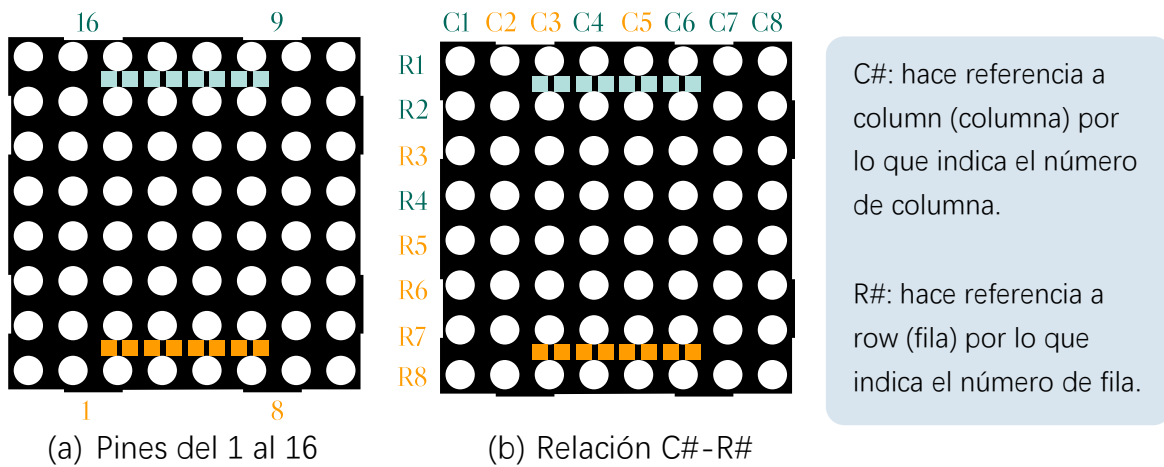 16 9
1 8
(a) Pines del 1 al 16
C1 C2 C3 C4 C5 C6 C7 C8
R1
R2
R3
R4
R5
R6
R7
R8
(b) Relación C#-R#
C#: hace referencia a
column (columna) por
lo que indica el número
de columna.
R#: hace referencia a
row (fila) por lo que
indica el número de fila.